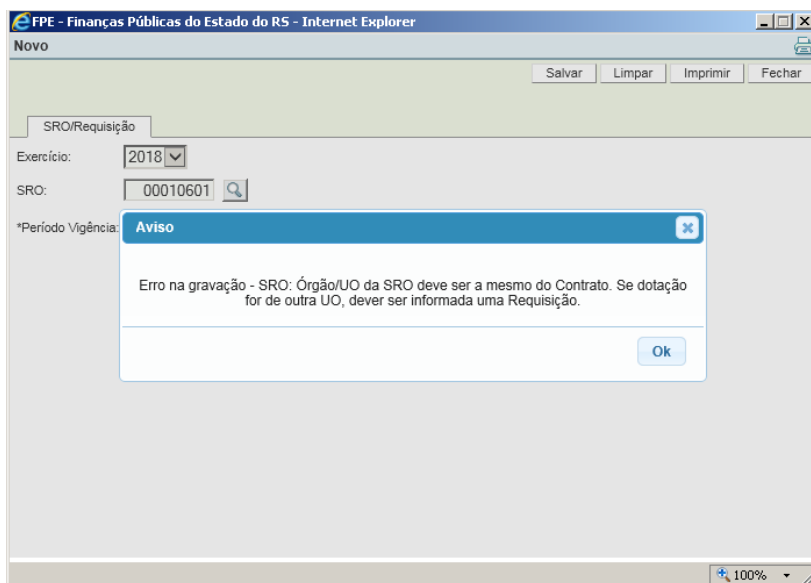 FPE - Finanças Públicas do Estado do RS - Internet Explorer
Novo
Salvar Limpar Imprimir Fechar
SRO/Requisição
Exercício: 2018
SRO: 00010601
*Período Vigência:
Aviso
Erro na gravação - SRO: Órgão/UO da SRO deve ser a mesmo do Contrato. Se dotação
for de outra UO, dever ser informada uma Requisição.
Ok
100%